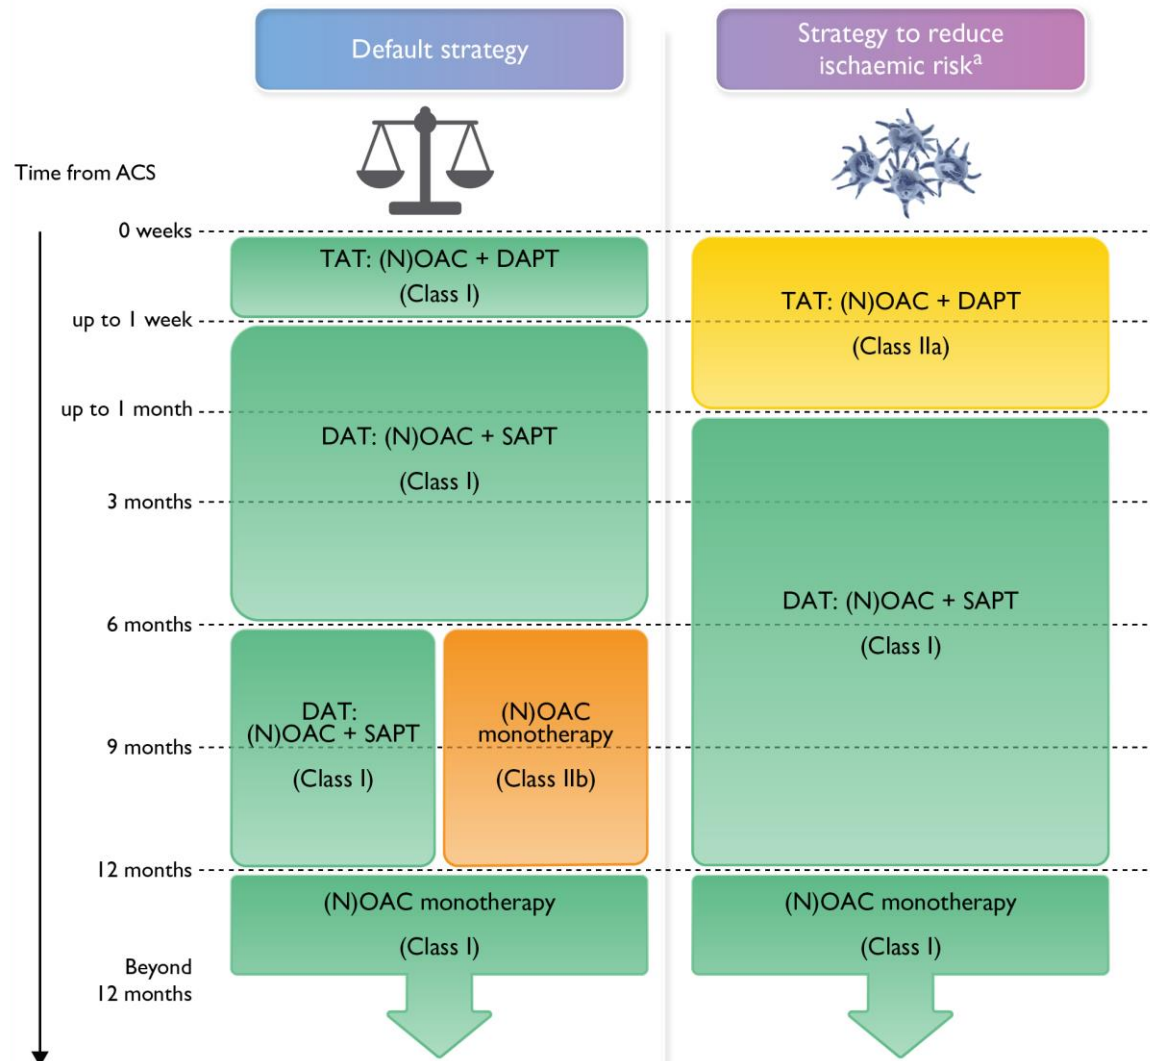 Default strategy
Strategy to reduce
ischaemic riskª
Time from ACS
0 weeks
TAT: (N)OAC + DAPT
(Class I)
TAT: (N)OAC + DAPT
(Class IIa)
up to 1 week
up to 1 month
DAT: (N)OAC + SAPT
(Class I)
3 months
DAT: (N)OAC + SAPT
(Class I)
6 months
DAT:
(N)OAC + SAPT
(Class I)
(N)OAC
monotherapy
(Class IIb)
9 months
12 months
(N)OAC monotherapy
(Class I)
(N)OAC monotherapy
(Class I)
Beyond
12 months